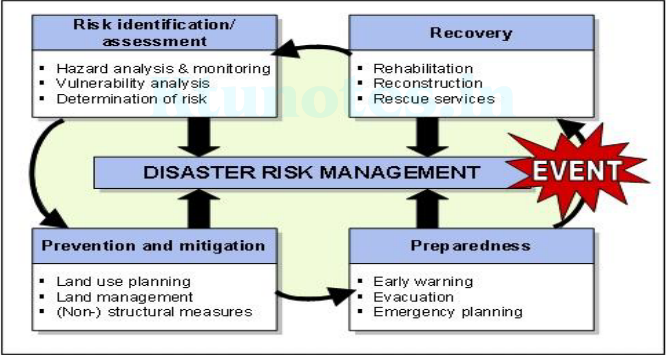 Risk identification/
assessment
▪ Hazard analysis & monitoring
▪ Vulnerability analysis
▪ Determination of risk
Recovery
▪ Rehabilitation
▪ Reconstruction
▪ Rescue services
DISASTER RISK MANAGEMENT
EVENT
Prevention and mitigation
▪ Land use planning
▪ Land management
▪ (Non-) structural measures
Preparedness
▪ Early warning
▪ Evacuation
▪ Emergency planning